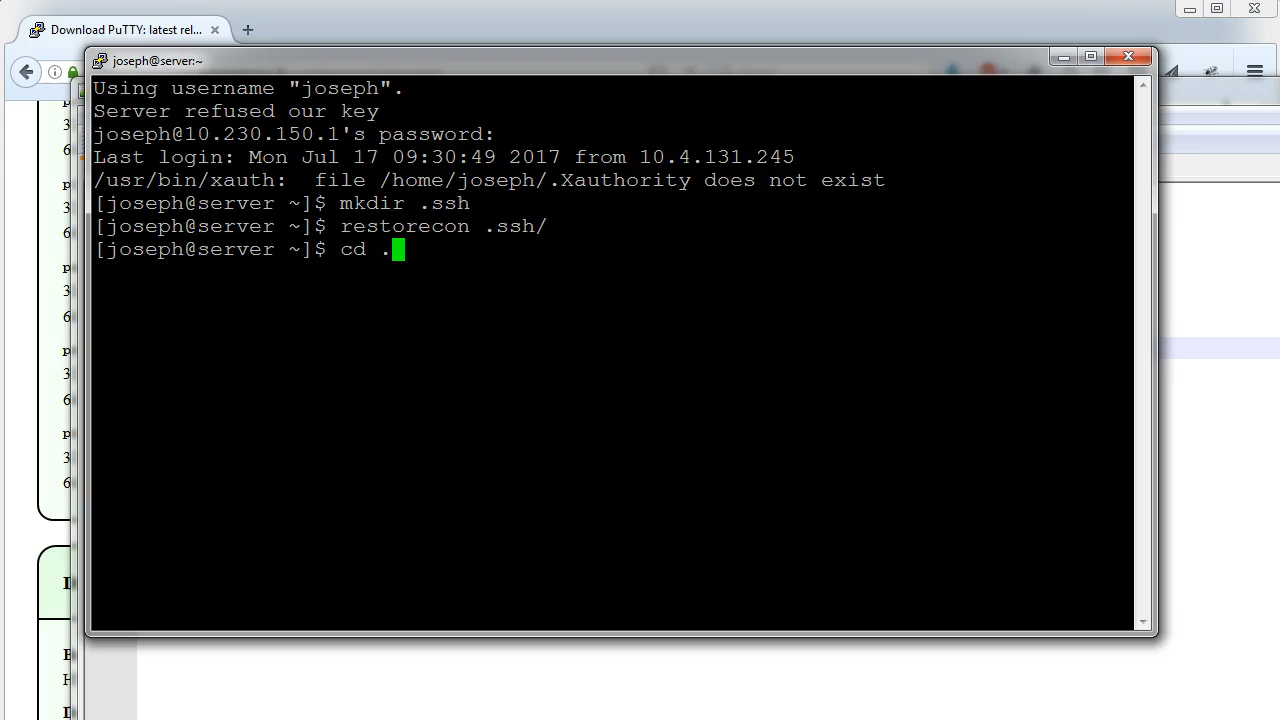 Download PuTTY: latest rel...
joseph@server:~
Using username "joseph".
Server refused our key
joseph@10.230.150.1's password:
Last login: Mon Jul 17 09:30:49 2017 from 10.4.131.245
/usr/bin/xauth:  file /home/joseph/.Xauthority does not exist
[joseph@server ~]$ mkdir .ssh
[joseph@server ~]$ restorecon .ssh/
[joseph@server ~]$ cd .